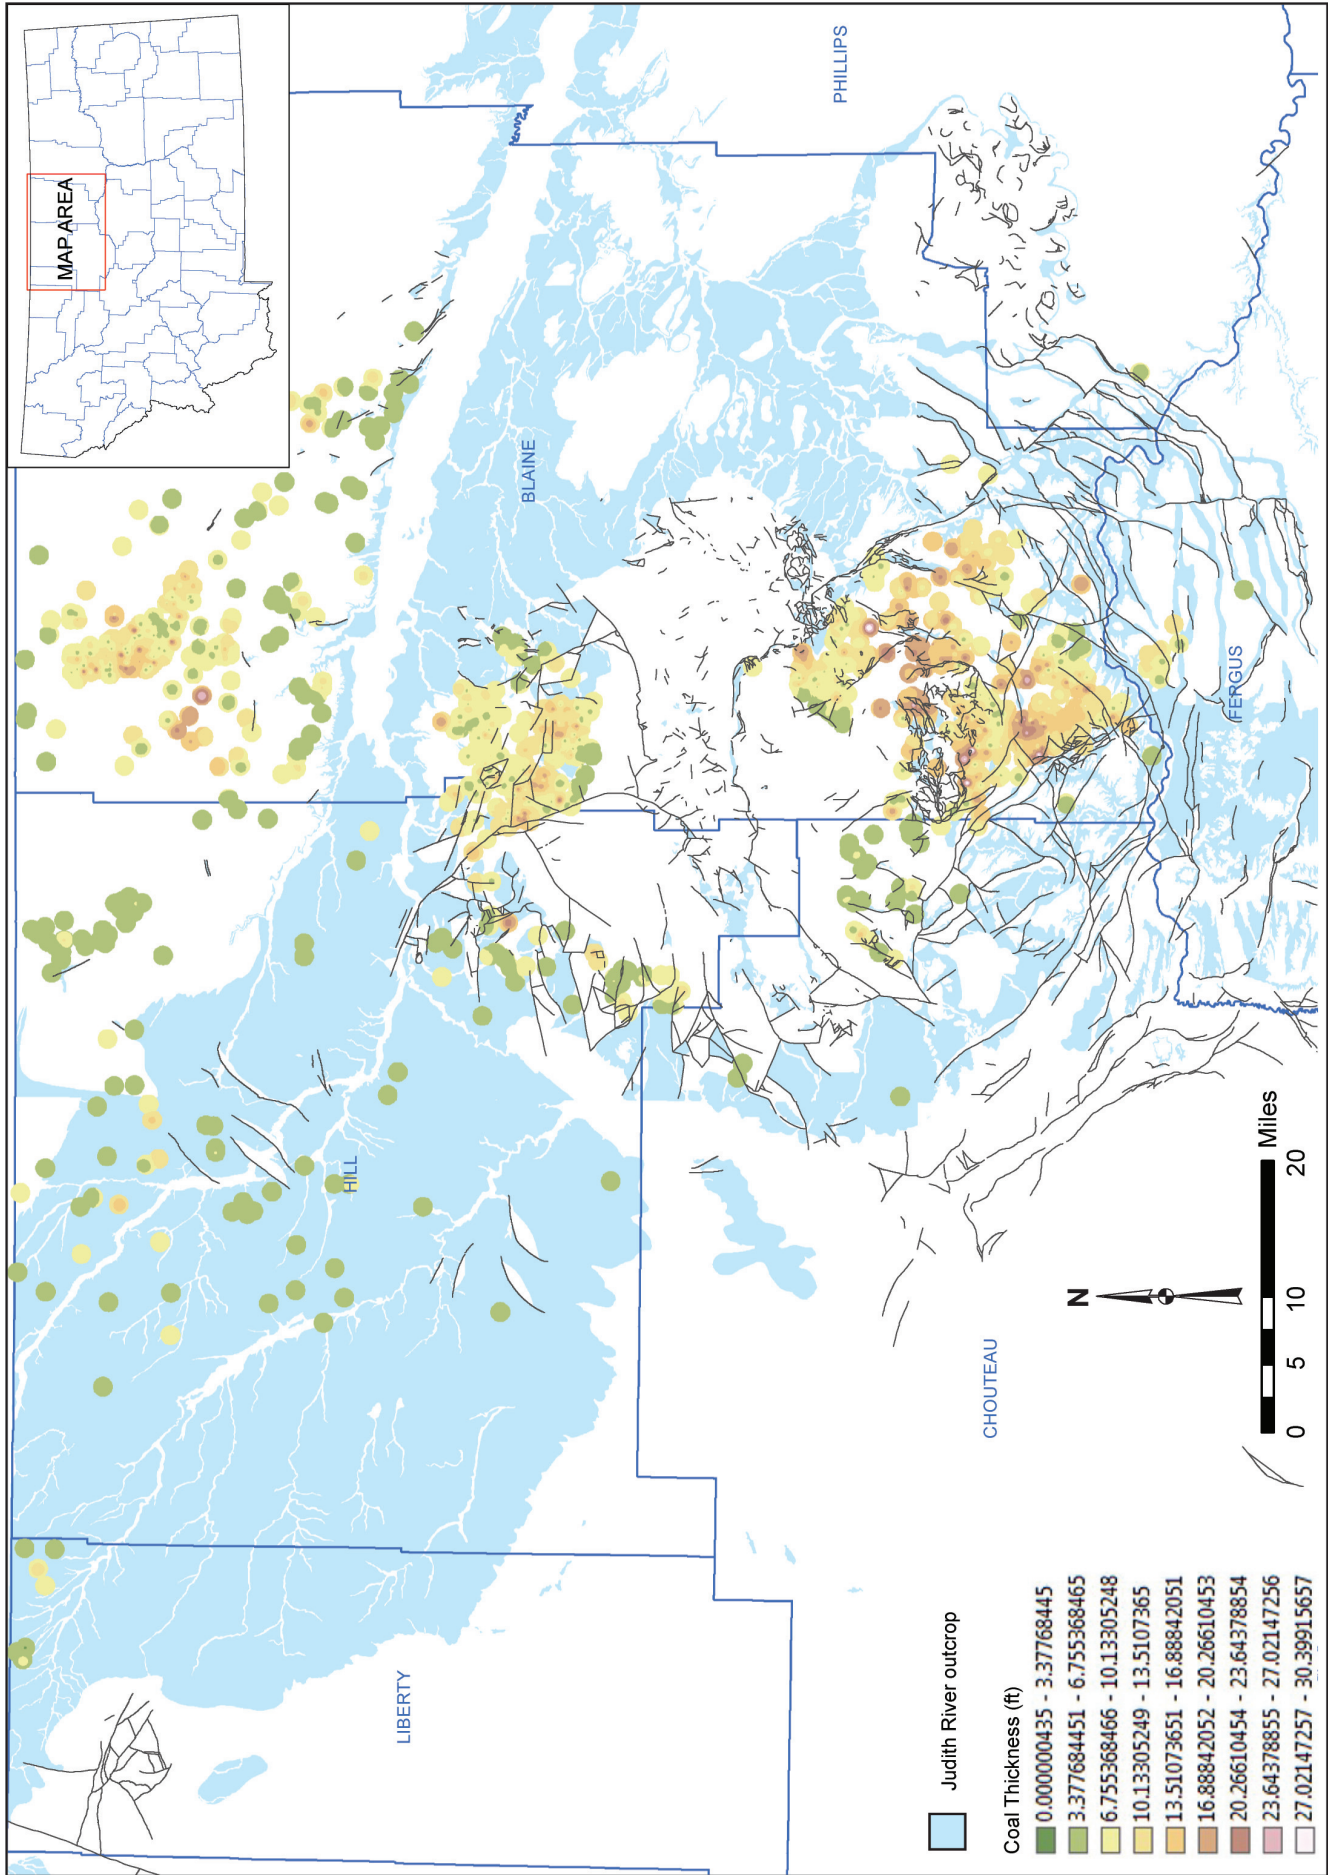 MAP AREA
PHILLIPS
BLAINE
HILL
FERGUS
CHOUTEAU
LIBERTY
N
0 5 10 20 Miles
Judith River outcrop
Coal Thickness (ft)
0.00000435 - 3.37768445
3.377684451 - 6.755368465
6.755368466 - 10.13305248
10.13305249 - 13.5107365
13.51073651 - 16.88842051
16.88842052 - 20.26610453
20.26610454 - 23.64378854
23.64378855 - 27.02147256
27.02147257 - 30.39915657